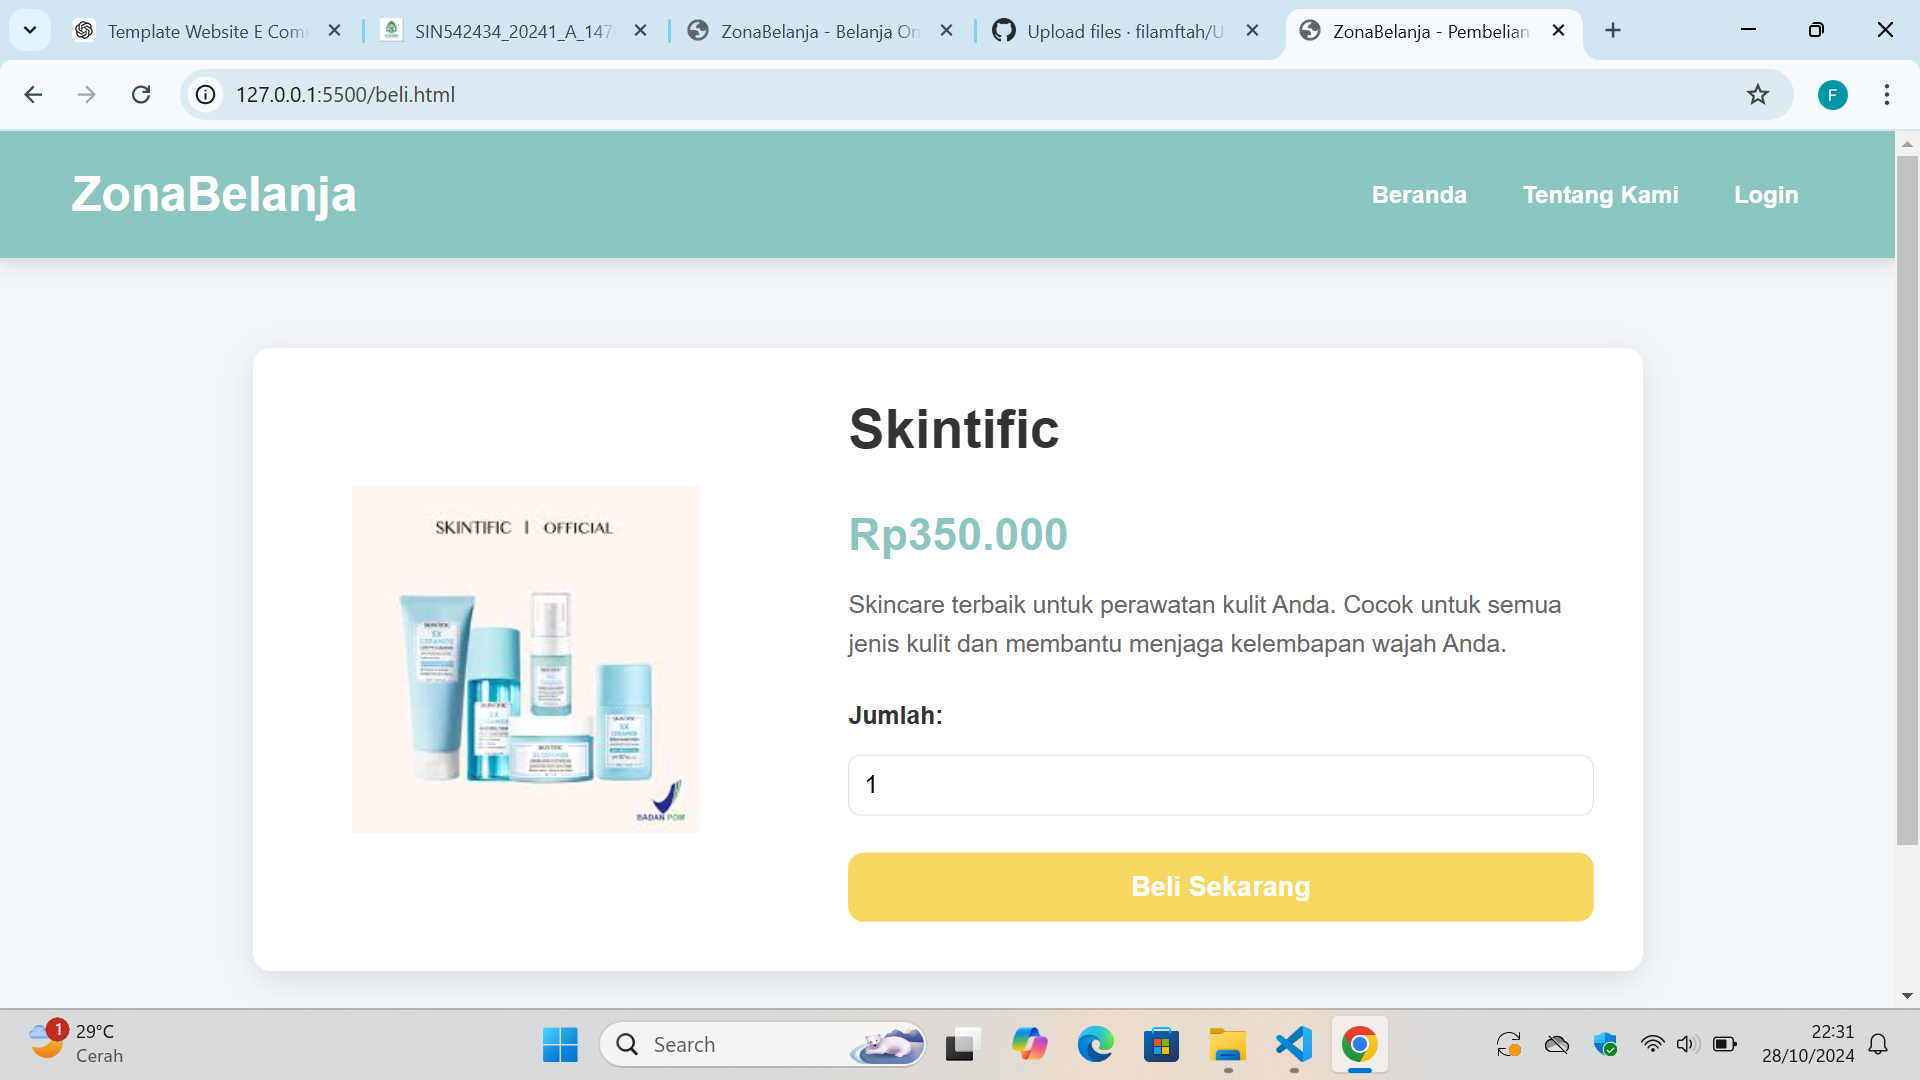 Template Website E Com
SIN542434_20241_A_147
ZonaBelanja - Belanja On
Upload files · filamftah/U
ZonaBelanja - Pembelian
127.0.0.1:5500/beli.html
F
ZonaBelanja
Beranda
Tentang Kami
Login
Skintific
SKINTIFIC | OFFICIAL
Rp350.000
Skincare terbaik untuk perawatan kulit Anda. Cocok untuk semua
jenis kulit dan membantu menjaga kelembapan wajah Anda.
SKINTIFIC
5X
CERAMIDE
BADAN POM
Jumlah:
1
Beli Sekarang
1
29°C
Cerah
Search
22:31
28/10/2024